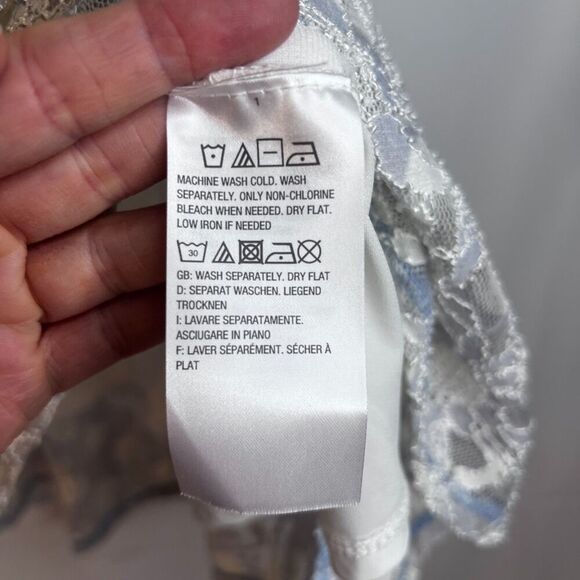 1
MACHINE WASH COLD. WASH
SEPARATELY. ONLY NON-CHLORINE
BLEACH WHEN NEEDED. DRY FLAT.
LOW IRON IF NEEDED
30
GB: WASH SEPARATELY. DRY FLAT
D: SEPARAT WASCHEN. LIEGEND
TROCKNEN
I: LAVARE SEPARATAMENTE.
ASCIUGARE IN PIANO
F: LAVER SÉPARÉMENT. SÉCHER À
PLAT